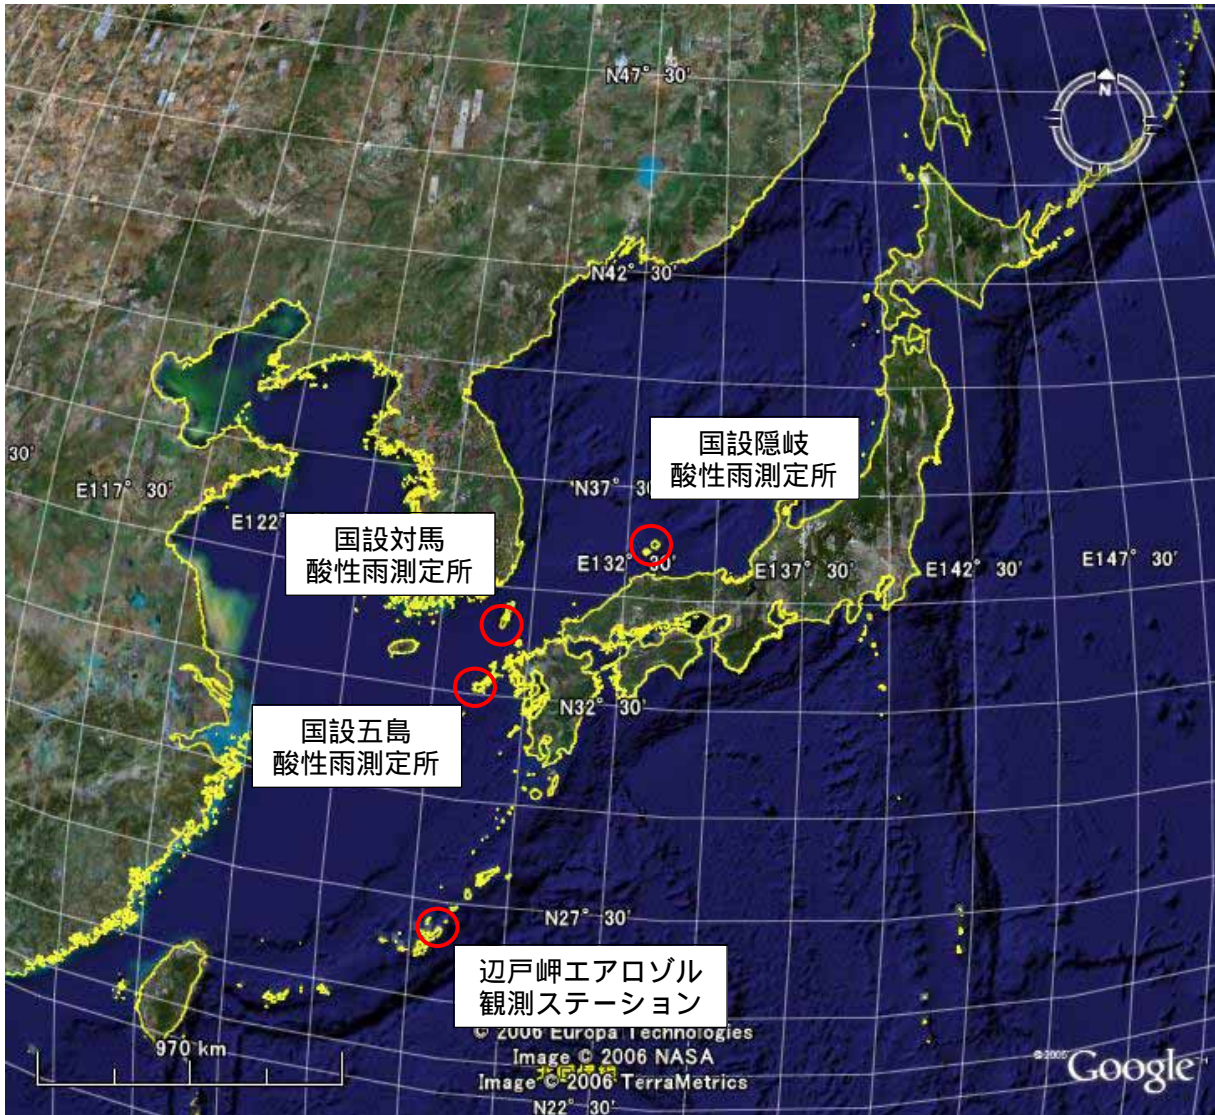 N47° 30'
N
N42° 30'
国設隠岐
酸性雨測定所
30'
E117° 30'
'N37° 30'
E122°
国設対馬
酸性雨測定所
E132° 30'
E137° 30'
E142° 30'
E147° 30'
国設五島
酸性雨測定所
N32° 30'
N27° 30'
辺戸岬エアロゾル
観測ステーション
© 2006 Europa Technologies
970 km
Image © 2006 NASA
Image © 2006 TerraMetrics
Google
N22° 30'